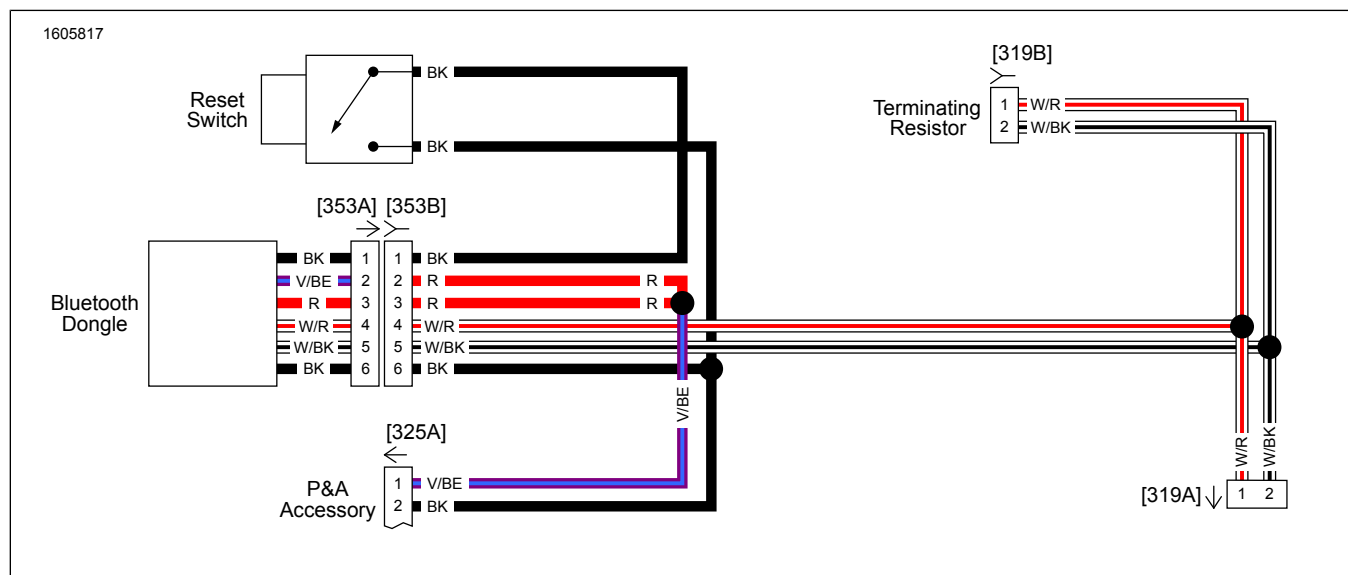 1605817
Reset
Switch
BK
BK
[319B]
Terminating
Resistor
1 W/R
2 W/BK
[353A] [353B]
Bluetooth
Dongle
BK 1 1 BK
V/BE 2 2 R R
R 3 3 R R
W/R 4 4 W/R
W/BK 5 5 W/BK
BK 6 6 BK
V/BE
[325A]
P&A
Accessory
1 V/BE
2 BK
W/R W/BK
[319A] 1 2